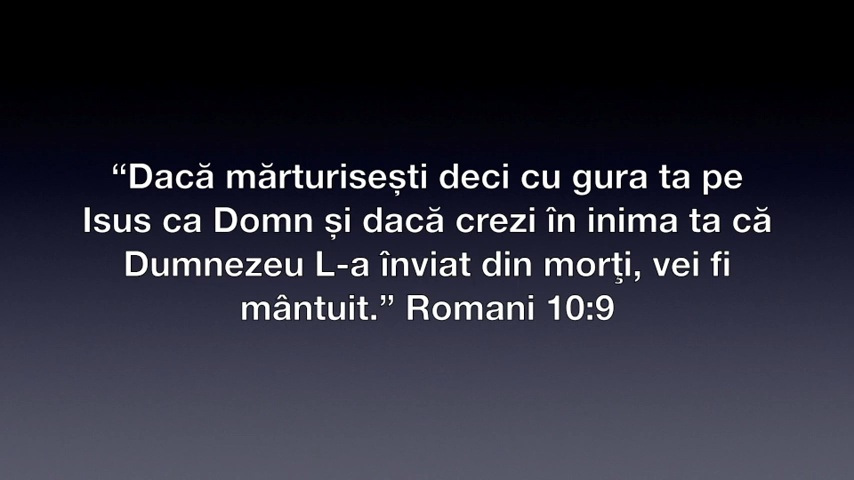 “Dacă mărturisești deci cu gura ta pe
Isus ca Domn și dacă crezi în inima ta că
Dumnezeu L-a înviat din morţi, vei fi
mântuit.” Romani 10:9